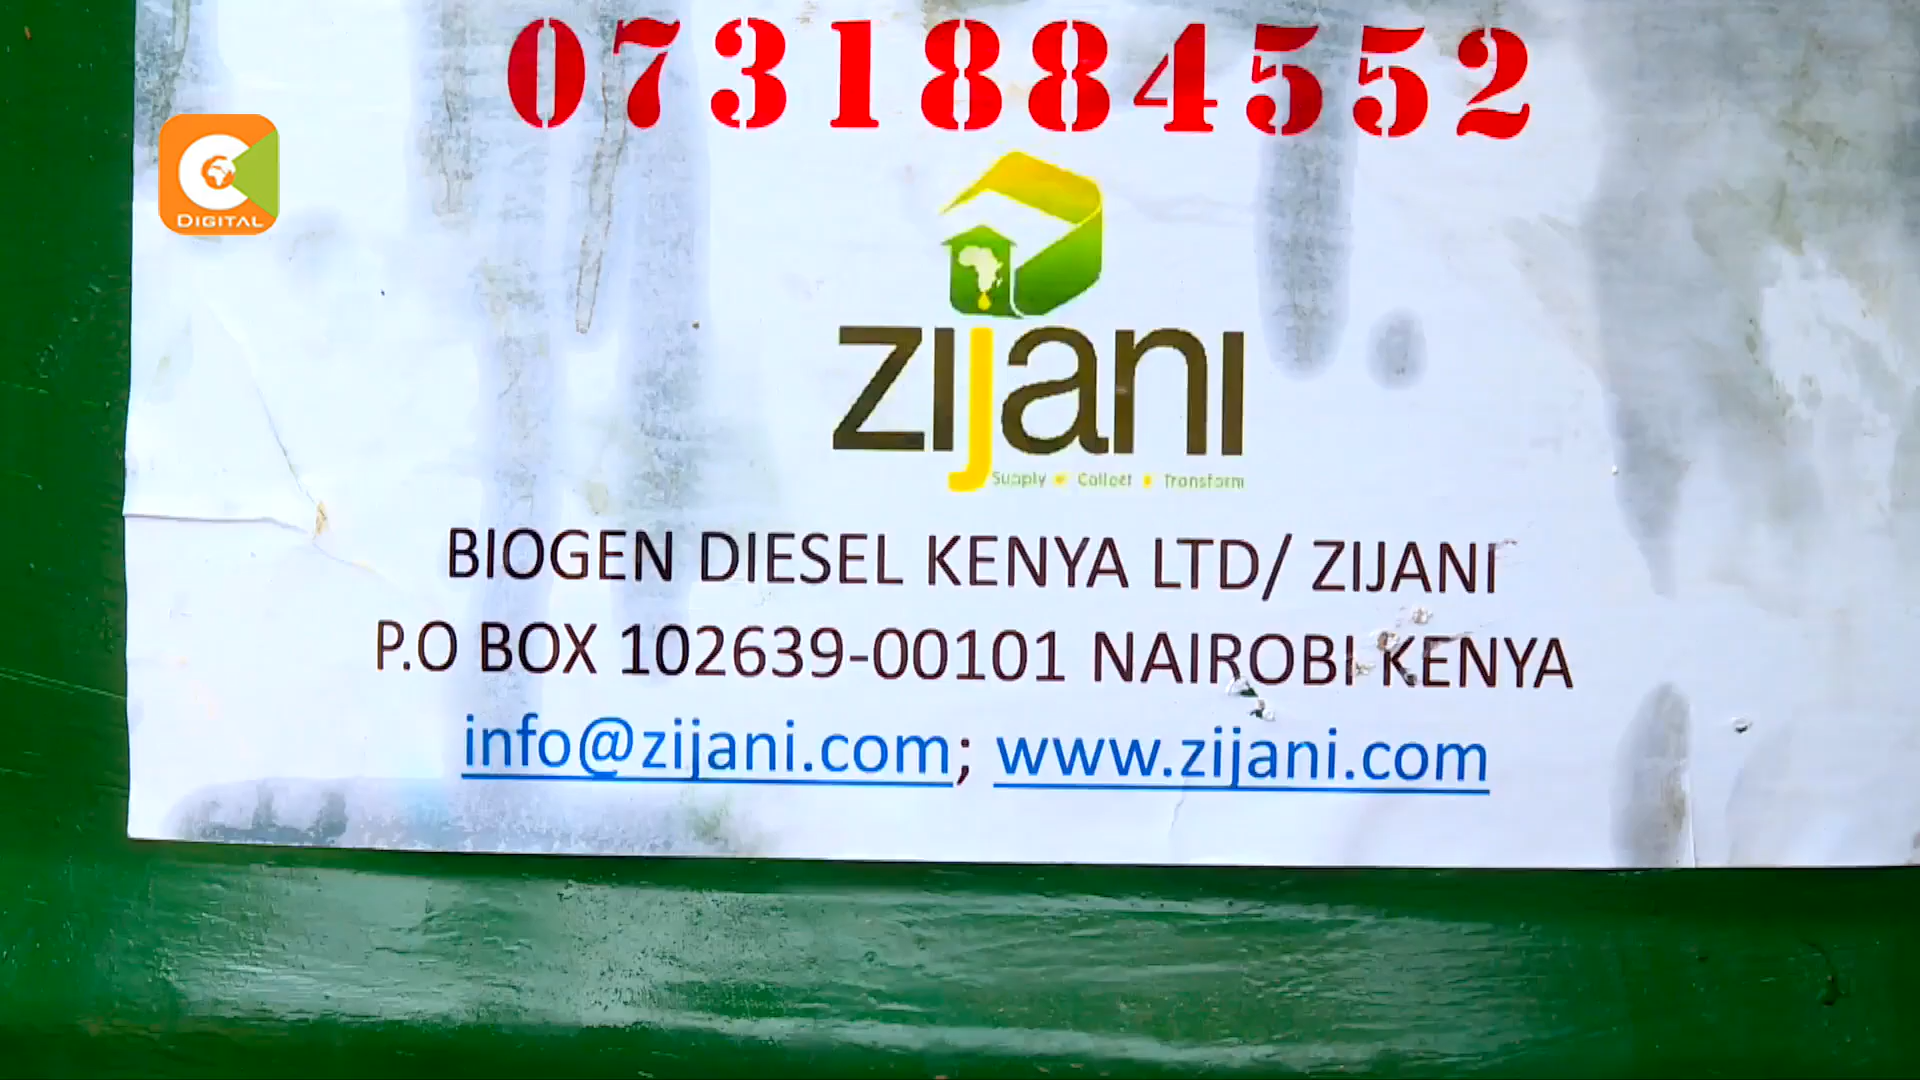 0731884552
DIGITAL
zijani
Supply • Collect • Transform
BIOGEN DIESEL KENYA LTD/ ZIJANI
P.O BOX 102639-00101 NAIROBI KENYA
info@zijani.com; www.zijani.com